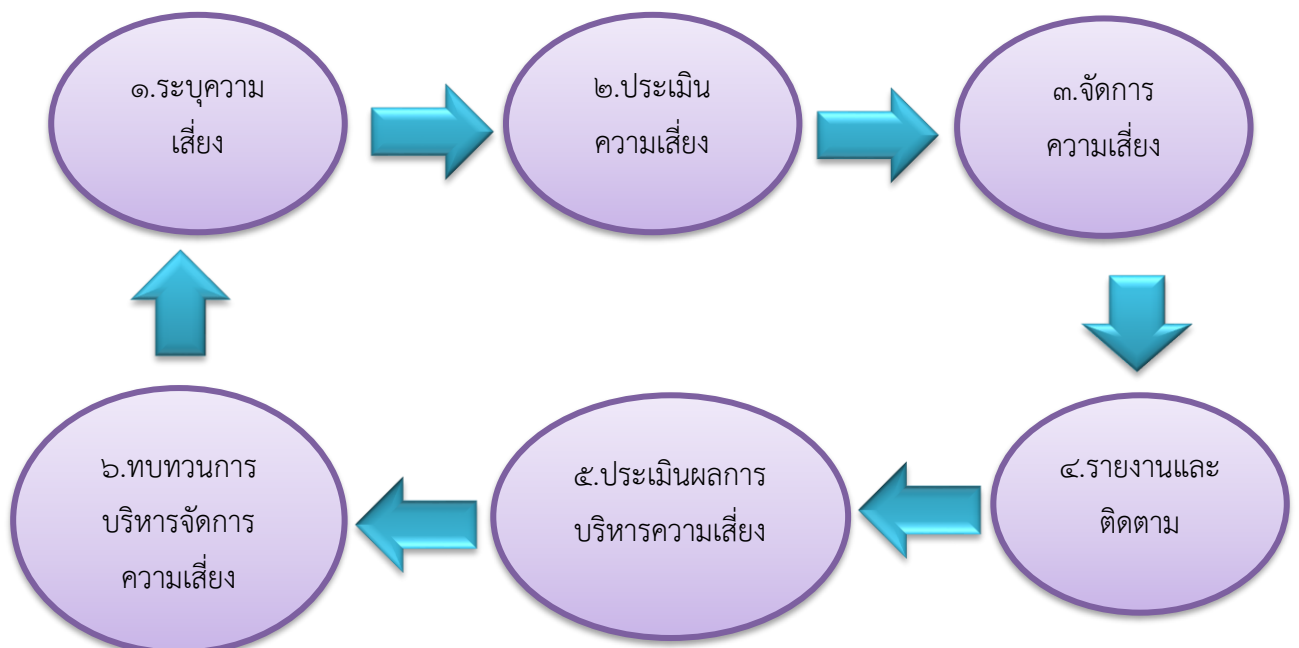 ๑.ระบุความ
เสี่ยง
๒.ประเมิน
ความเสี่ยง
๓.จัดการ
ความเสี่ยง
๔.รายงานและ
ติดตาม
๕.ประเมินผลการ
บริหารความเสี่ยง
๖.ทบทวนการ
บริหารจัดการ
ความเสี่ยง